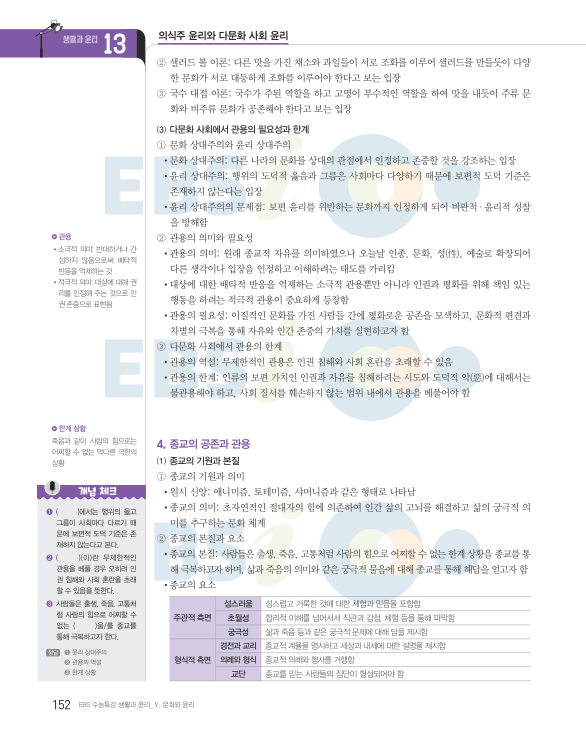 생활과 윤리 13
의식주 윤리와 다문화 사회 윤리
② 샐러드 볼 이론: 다른 맛을 가진 채소와 과일들이 서로 조화를 이루어 샐러드를 만들듯이 다양
한 문화가 서로 대등하게 조화를 이루어야 한다고 보는 입장
③ 국수 대접 이론: 국수가 주된 역할을 하고 고명이 부수적인 역할을 하여 맛을 내듯이 주류 문
화와 비주류 문화가 공존해야 한다고 보는 입장
(3) 다문화 사회에서 관용의 필요성과 한계
① 문화 상대주의와 윤리 상대주의
• 문화 상대주의: 다른 나라의 문화를 상대의 관점에서 인정하고 존중할 것을 강조하는 입장
• 윤리 상대주의: 행위의 도덕적 옳음과 그름은 사회마다 다양하기 때문에 보편적 도덕 기준은
존재하지 않는다는 입장
• 윤리 상대주의의 문제점: 보편 윤리를 위반하는 문화까지 인정하게 되어 비판적·윤리적 성찰
을 방해함
② 관용의 의미와 필요성
• 관용의 의미: 원래 종교적 자유를 의미하였으나 오늘날 인종, 문화, 성(性), 예술로 확장되어
다른 생각이나 입장을 인정하고 이해하려는 태도를 가리킴
• 대상에 대한 배타적 반응을 억제하는 소극적 관용뿐만 아니라 인권과 평화를 위해 책임 있는
행동을 하려는 적극적 관용이 중요하게 등장함
• 관용의 필요성: 이질적인 문화를 가진 사람들 간에 평화로운 공존을 모색하고, 문화적 편견과
차별의 극복을 통해 자유와 인간 존중의 가치를 실현하고자 함
③ 다문화 사회에서 관용의 한계
• 관용의 역설: 무제한적인 관용은 인권 침해와 사회 혼란을 초래할 수 있음
• 관용의 한계: 인류의 보편 가치인 인권과 자유를 침해하려는 시도와 도덕적 악(惡)에 대해서는
불관용해야 하고, 사회 질서를 훼손하지 않는 범위 내에서 관용을 베풀어야 함
4. 종교의 공존과 관용
(1) 종교의 기원과 본질
① 종교의 기원과 의미
• 원시 신앙: 애니미즘, 토테미즘, 샤머니즘과 같은 형태로 나타남
• 종교의 의미: 초자연적인 절대자의 힘에 의존하여 인간 삶의 고뇌를 해결하고 삶의 궁극적 의
미를 추구하는 문화 체계
② 종교의 본질과 요소
• 종교의 본질: 사람들은 출생, 죽음, 고통처럼 사람의 힘으로 어찌할 수 없는 한계 상황을 종교를 통
해 극복하고자 하며, 삶과 죽음의 의미와 같은 궁극적 물음에 대해 종교를 통해 해답을 얻고자 함
• 종교의 요소
주관적 측면 성스러움 성스럽고 거룩한 것에 대한 체험과 믿음을 포함함
초월성 합리적 이해를 넘어서서 직관과 감정, 체험 등을 통해 파악함
궁극성 삶과 죽음 등과 같은 궁극적 문제에 대해 답을 제시함
형식적 측면 경전과 교리 종교적 계율을 명시하고 세상과 내세에 대한 설명을 제시함
의례와 형식 종교적 의례와 행사를 거행함
교단 종교를 믿는 사람들의 집단이 형성되어야 함
관용
• 소극적 의미: 반대하거나 간
섭하지 않음으로써 배타적
반응을 억제하는 것
• 적극적 의미: 대상에 대해 권
리를 인정해 주는 것으로 인
권 존중으로 표현됨
한계 상황
죽음과 같이 사람의 힘으로는
어찌할 수 없는 막다른 극한의
상황
개념 체크
❶ ( )에서는 행위의 옳고
그름이 사회마다 다르기 때
문에 보편적 도덕 기준은 존
재하지 않는다고 본다.
❷ ( )(이)란 무제한적인
관용을 베풀 경우 오히려 인
권 침해와 사회 혼란을 초래
할 수 있음을 뜻한다.
❸ 사람들은 출생, 죽음, 고통처
럼 사람의 힘으로 어찌할 수
없는 ( )을/를 종교를
통해 극복하고자 한다.
정답 ❶ 윤리 상대주의
❷ 관용의 역설
❸ 한계 상황
152 EBS 수능특강 생활과 윤리_ Ⅴ. 문화와 윤리